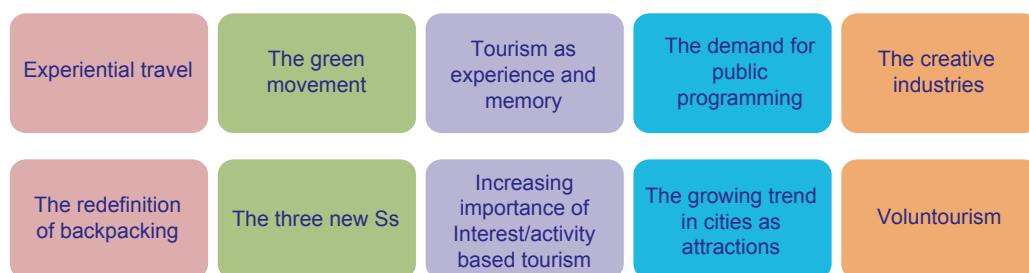 Experiential travel
The green
movement
Tourism as
experience and
memory
The demand for
public
programming
The creative
industries
The redefinition
of backpacking
The three new Ss
Increasing
importance of
Interest/activity
based tourism
The growing trend
in cities as
attractions
Voluntourism